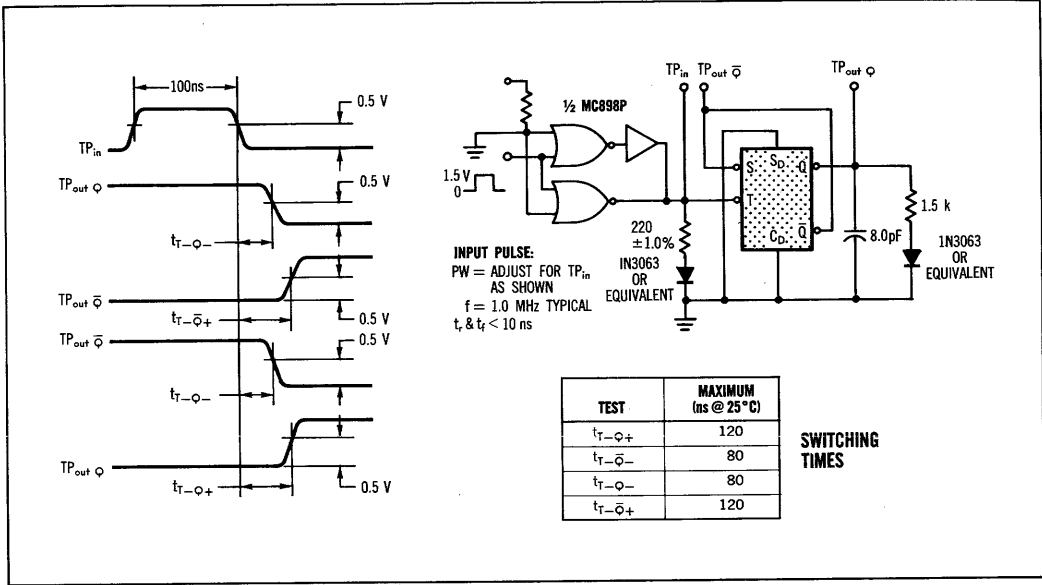 100ns
0.5 V
TPin
TPout Q
0.5 V
tT–Q–
TPout Q̅
tT–Q̅+
0.5 V
TPout Q̅
0.5 V
tT–Q–
TPout Q
tT–Q+
0.5 V
TPin TPout Q̅ TPout Q
½ MC898P
1.5 V
0
S SD Q
T
CD Q̅
220
±1.0%
IN3063
OR
EQUIVALENT
8.0pF
1.5 k
1N3063
OR
EQUIVALENT
INPUT PULSE:
PW = ADJUST FOR TPin
AS SHOWN
f = 1.0 MHz TYPICAL
tr & tf < 10 ns
TEST MAXIMUM
(ns @ 25°C)
tT–Q+ 120
tT–Q̅– 80
tT–Q– 80
tT–Q̅+ 120
SWITCHING
TIMES